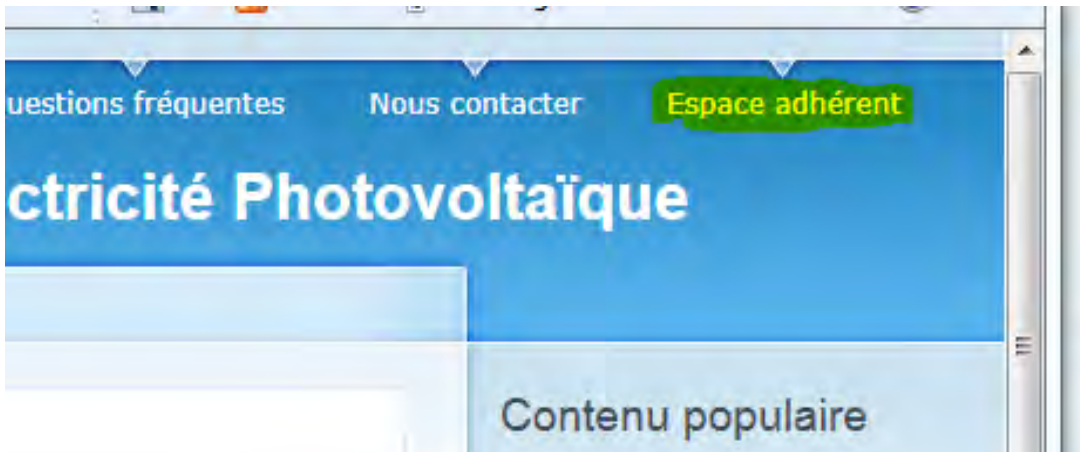 uestions fréquentes Nous contacter Espace adhérent
ctricité Photovoltaïque
Contenu populaire